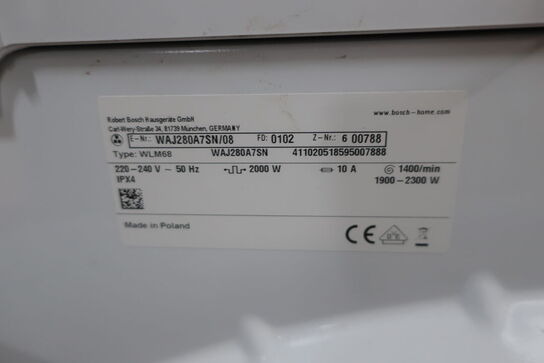 Robert Bosch Hausgeräte GmbH
Carl-Wery-Straße 34, 81739 München, GERMANY
www.bosch-home.com
E-Nr.: WAJ280A7SN/08 FD: 0102 Z-Nr.: 6 00788
Type: WLM68 WAJ280A7SN 411020518595007888
220-240 V ~ 50 Hz 2000 W 10 A 1400/min
IPX4 1900-2300 W
Made in Poland
CE